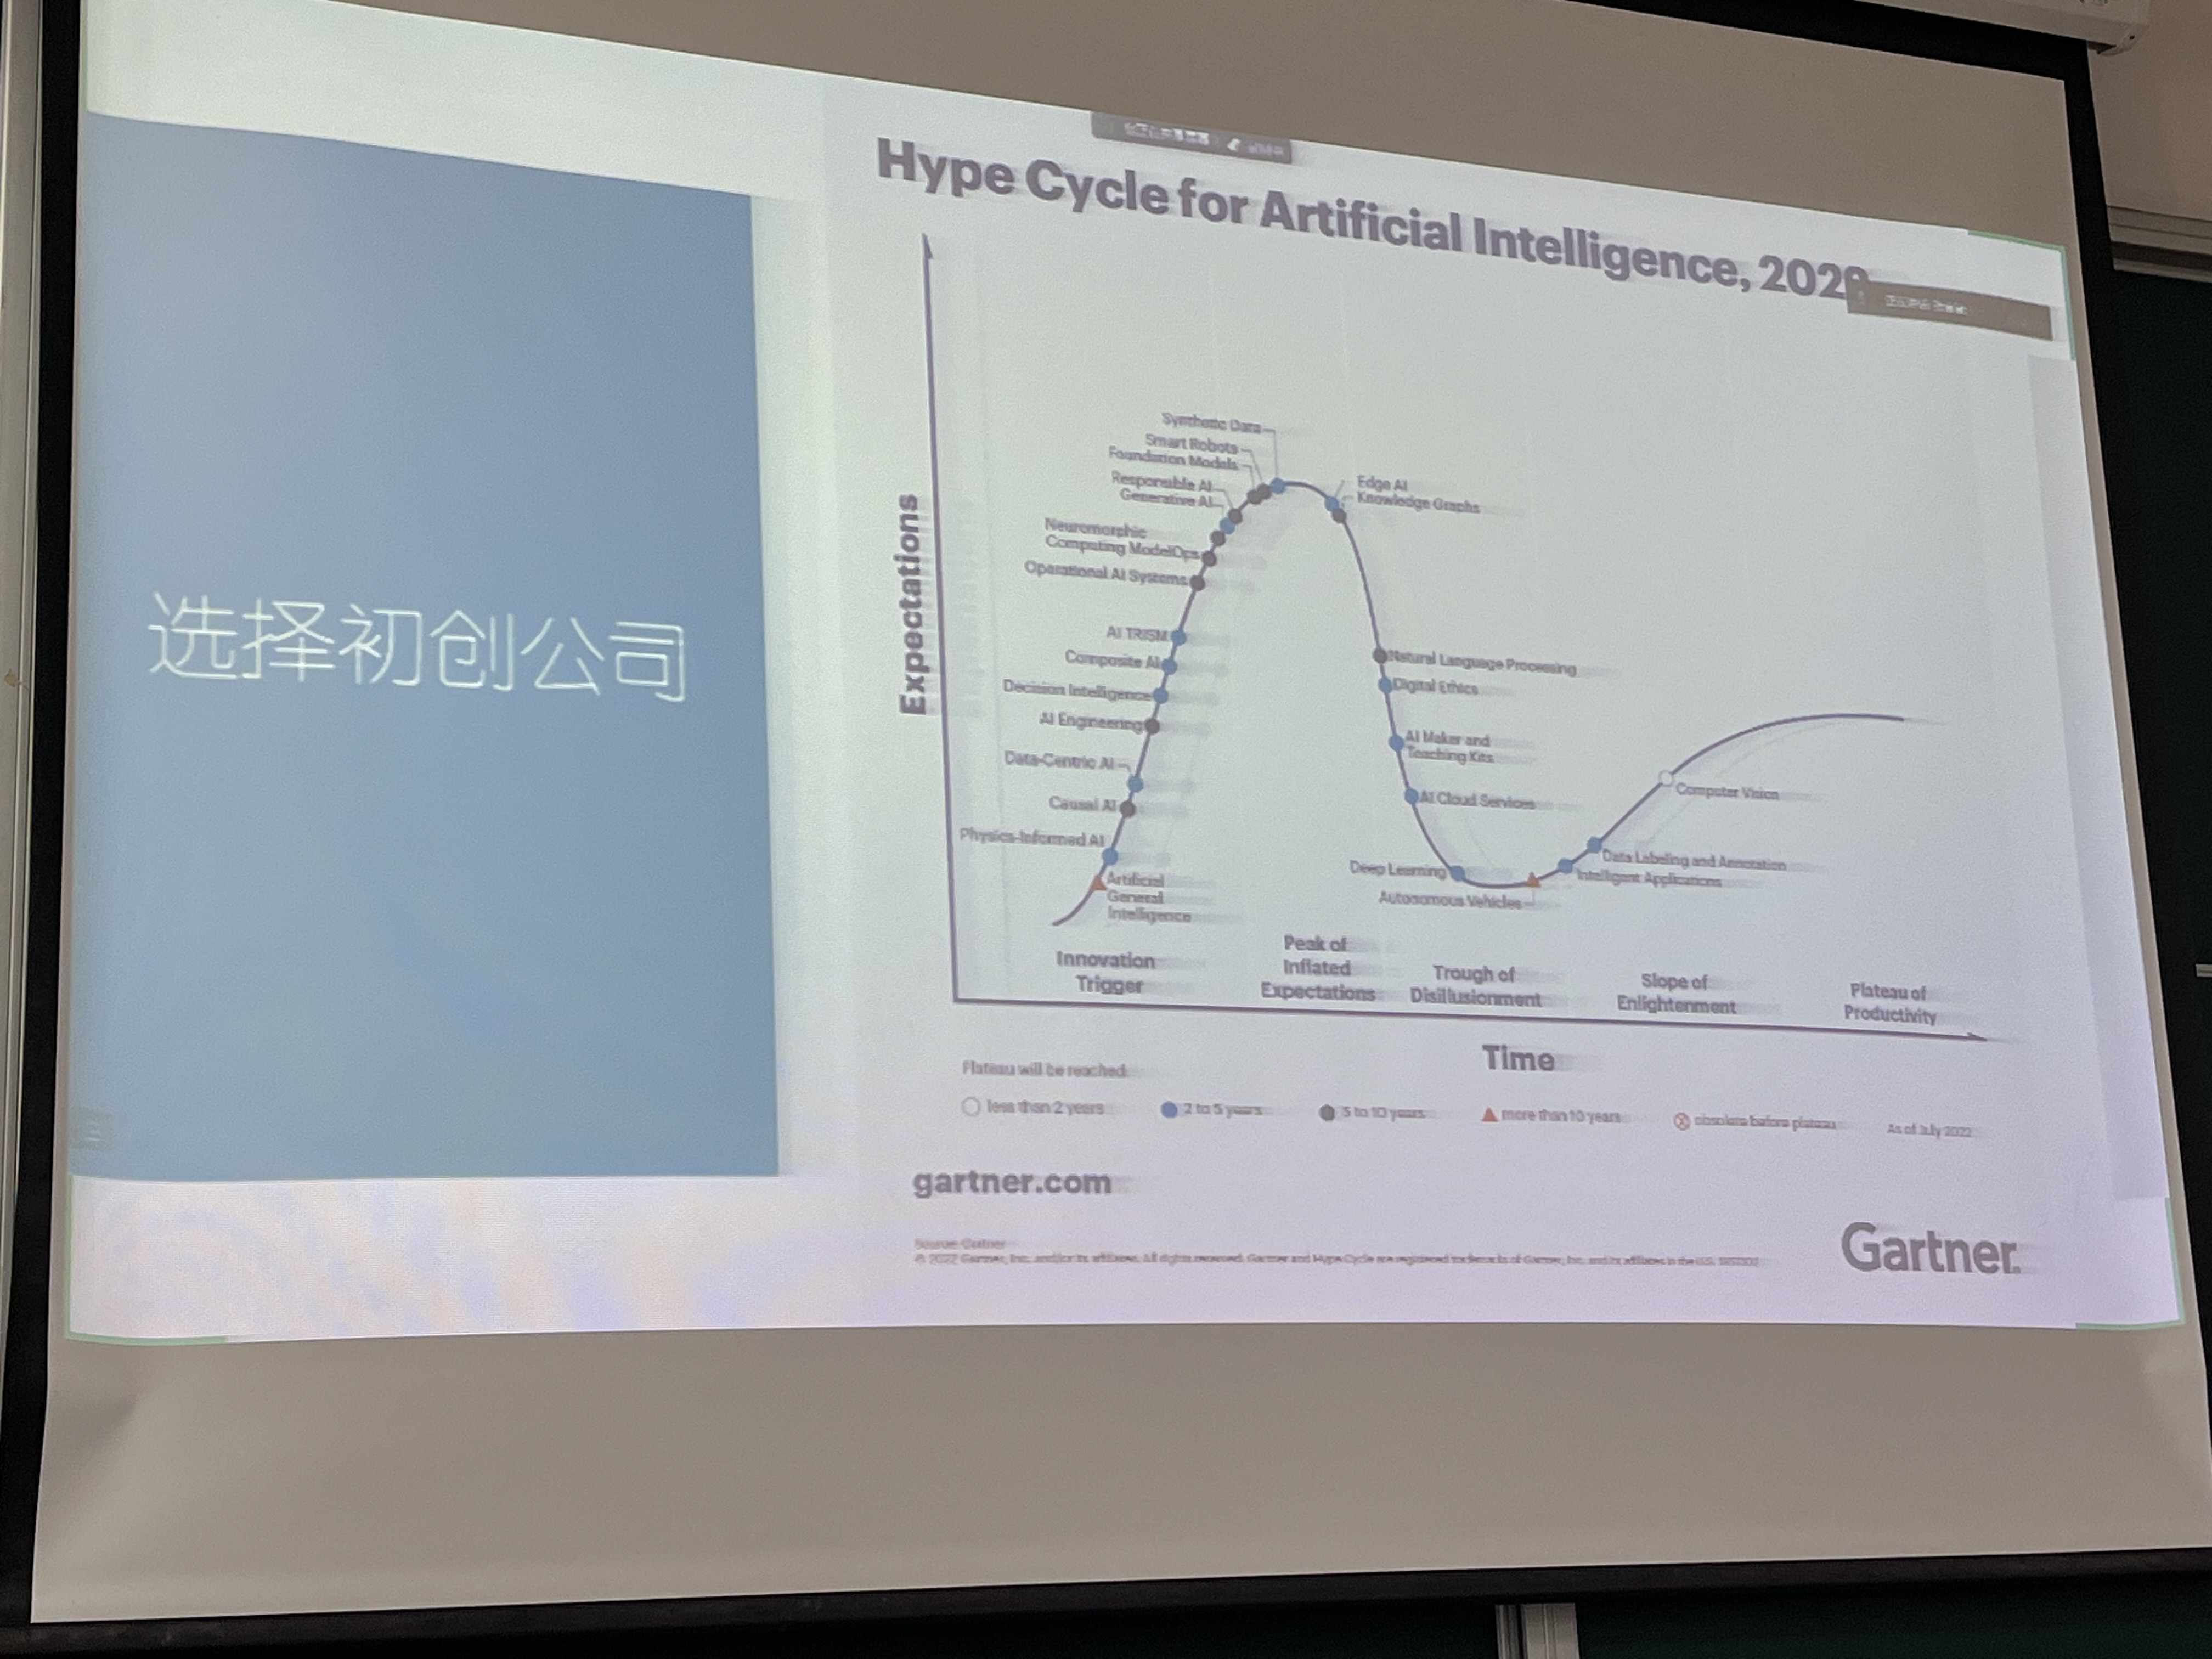 选择初创公司
Hype Cycle for Artificial Intelligence, 202
Expectations
Synthetic Data
Smart Robots
Foundation Models
Responsible AI
Generative AI
Neuromorphic
Computing ModelOps
Operational AI Systems
AI TRiSM
Composite AI
Decision Intelligence
AI Engineering
Data-Centric AI
Causal AI
Physics-Informed AI
Artificial
General
Intelligence
Edge AI
Knowledge Graphs
Natural Language Processing
Digital Ethics
AI Maker and
Teaching Kits
AI Cloud Services
Deep Learning
Autonomous Vehicles
Computer Vision
Data Labeling and Annotation
Intelligent Applications
Innovation
Trigger
Peak of
Inflated
Expectations
Trough of
Disillusionment
Slope of
Enlightenment
Plateau of
Productivity
Time
Plateau will be reached:
less than 2 years
2 to 5 years
5 to 10 years
more than 10 years
obsolete before plateau
As of July 2022
gartner.com
Source: Gartner
© 2022 Gartner, Inc. and/or its affiliates. All rights reserved. Gartner and Hype Cycle are registered trademarks of Gartner, Inc. and its affiliates in the U.S.
Gartner